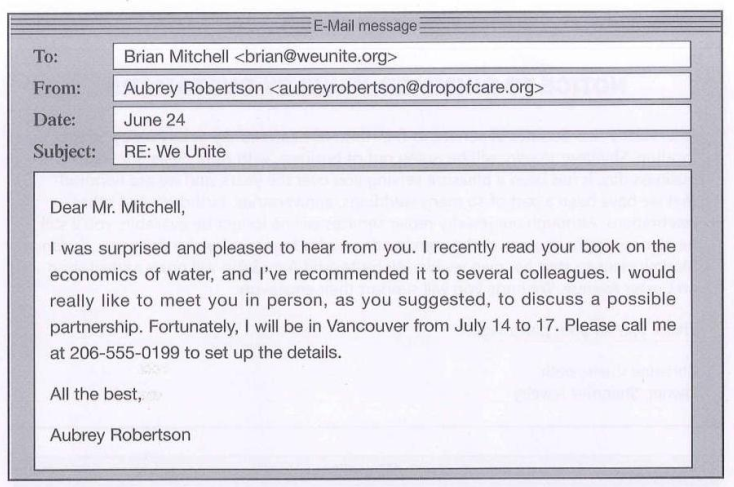 E-Mail message
To: Brian Mitchell <brian@weunite.org>
From: Aubrey Robertson <aubreyrobertson@dropofcare.org>
Date: June 24
Subject: RE: We Unite
Dear Mr. Mitchell,
I was surprised and pleased to hear from you. I recently read your book on the
economics of water, and I've recommended it to several colleagues. I would
really like to meet you in person, as you suggested, to discuss a possible
partnership. Fortunately, I will be in Vancouver from July 14 to 17. Please call me
at 206-555-0199 to set up the details.
All the best,
Aubrey Robertson